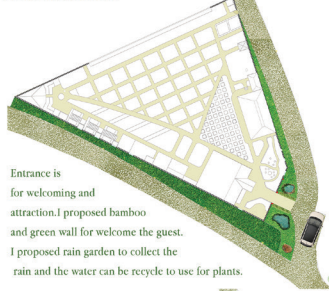 Entrance is
for welcoming and
attraction.I proposed bamboo
and green wall for welcome the guest.
I proposed rain garden to collect the
rain and the water can be recycle to use for plants.